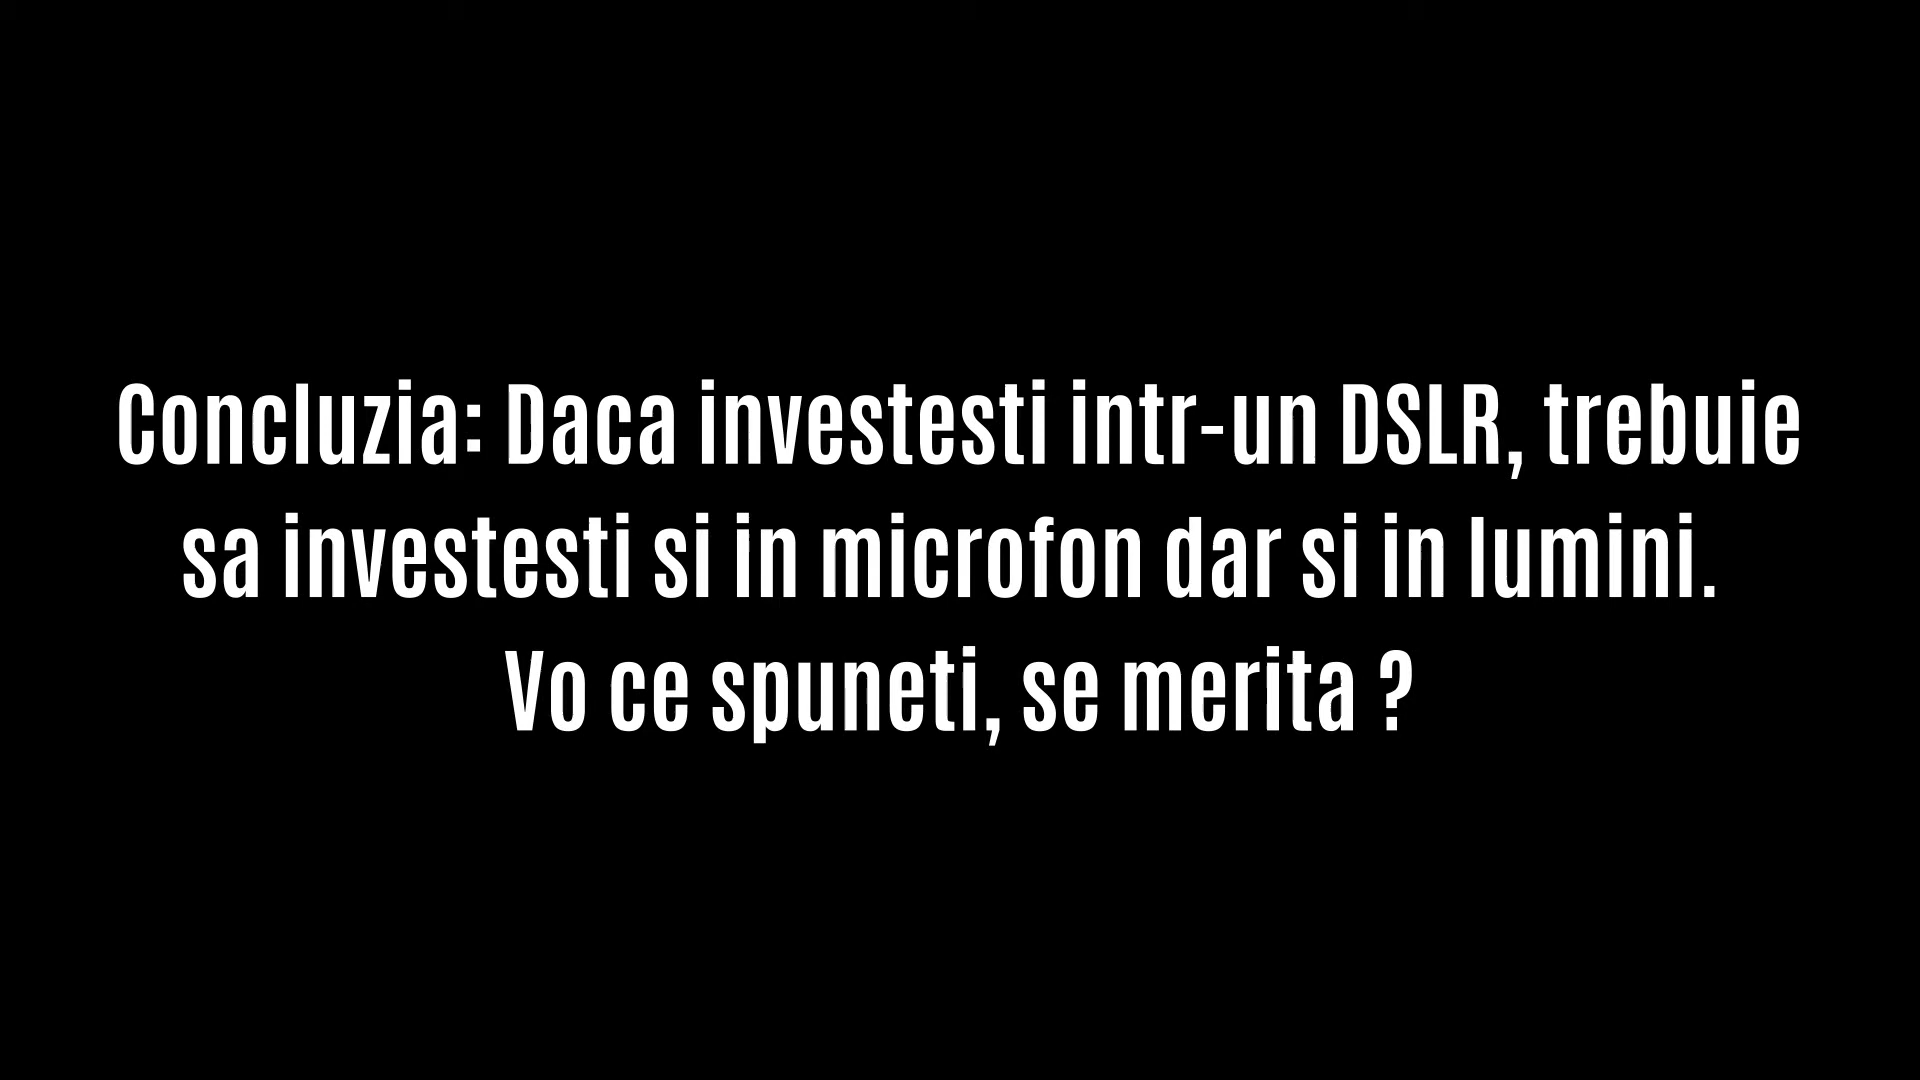 Concluzia: Daca investesti intr-un DSLR, trebuie
sa investesti si in microfon dar si in lumini.
Vo ce spuneti, se merita ?